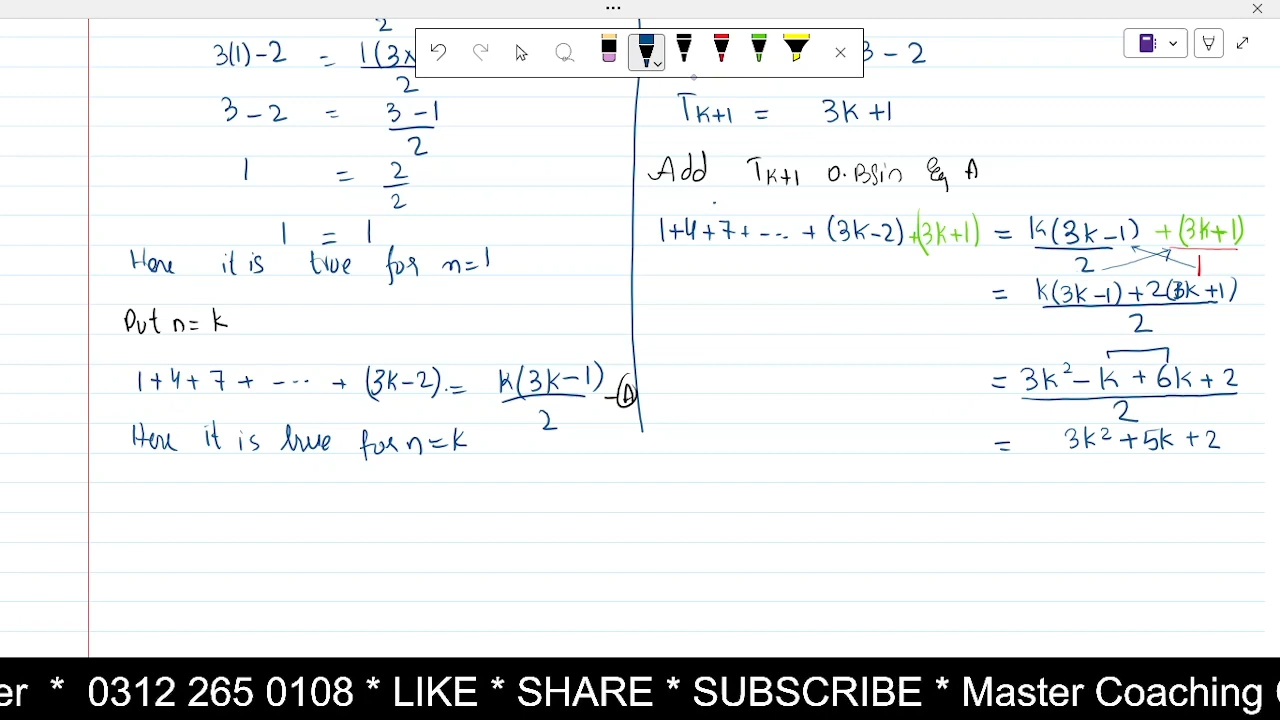 2
3(1)-2 = 1(3x
2
3-2 = 3-1
2
1 = 2
2
1 = 1
Here it is true for n=1
Put n=k
1+4+7+ ---- + (3k-2). = k(3k-1) -A
2
Here it is true for n=k
3-2
Tk+1 = 3k+1
Add Tk+1 o.Bsin Eq A
1+4+7+---- + (3k-2)+(3k+1) = k(3k-1) + (3k+1)
2 1
= k(3k-1)+2(3k+1)
2
= 3k²-k+6k+2
2
= 3k²+5k+2
er * 0312 265 0108 * LIKE * SHARE * SUBSCRIBE * Master Coaching